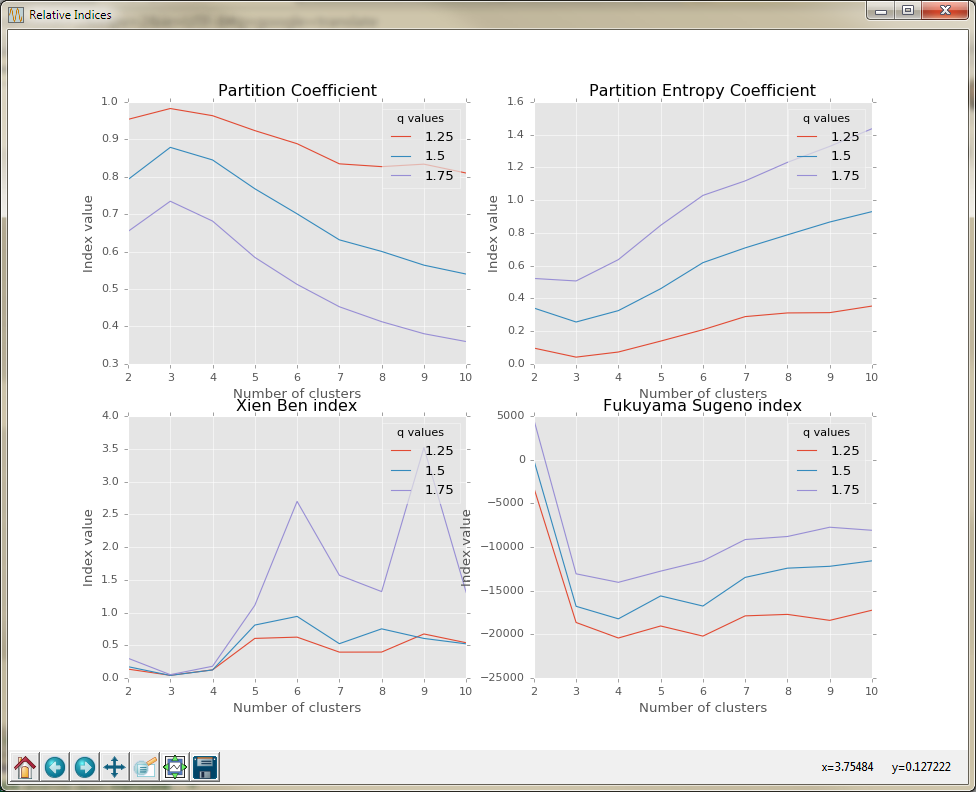 Relative Indices
Partition Coefficient
1.0
0.9
0.8
0.7
0.6
0.5
0.4
0.3
Index value
q values
1.25
1.5
1.75
2 3 4 5 6 7 8 9 10
Number of clusters
Partition Entropy Coefficient
1.6
1.4
1.2
1.0
0.8
0.6
0.4
0.2
0.0
Index value
q values
1.25
1.5
1.75
2 3 4 5 6 7 8 9 10
Number of clusters
Xien Ben index
4.0
3.5
3.0
2.5
2.0
1.5
1.0
0.5
0.0
Index value
q values
1.25
1.5
1.75
2 3 4 5 6 7 8 9 10
Number of clusters
Fukuyama Sugeno index
5000
0
−5000
−10000
−15000
−20000
−25000
Index value
q values
1.25
1.5
1.75
2 3 4 5 6 7 8 9 10
Number of clusters
x=3.75484 y=0.127222